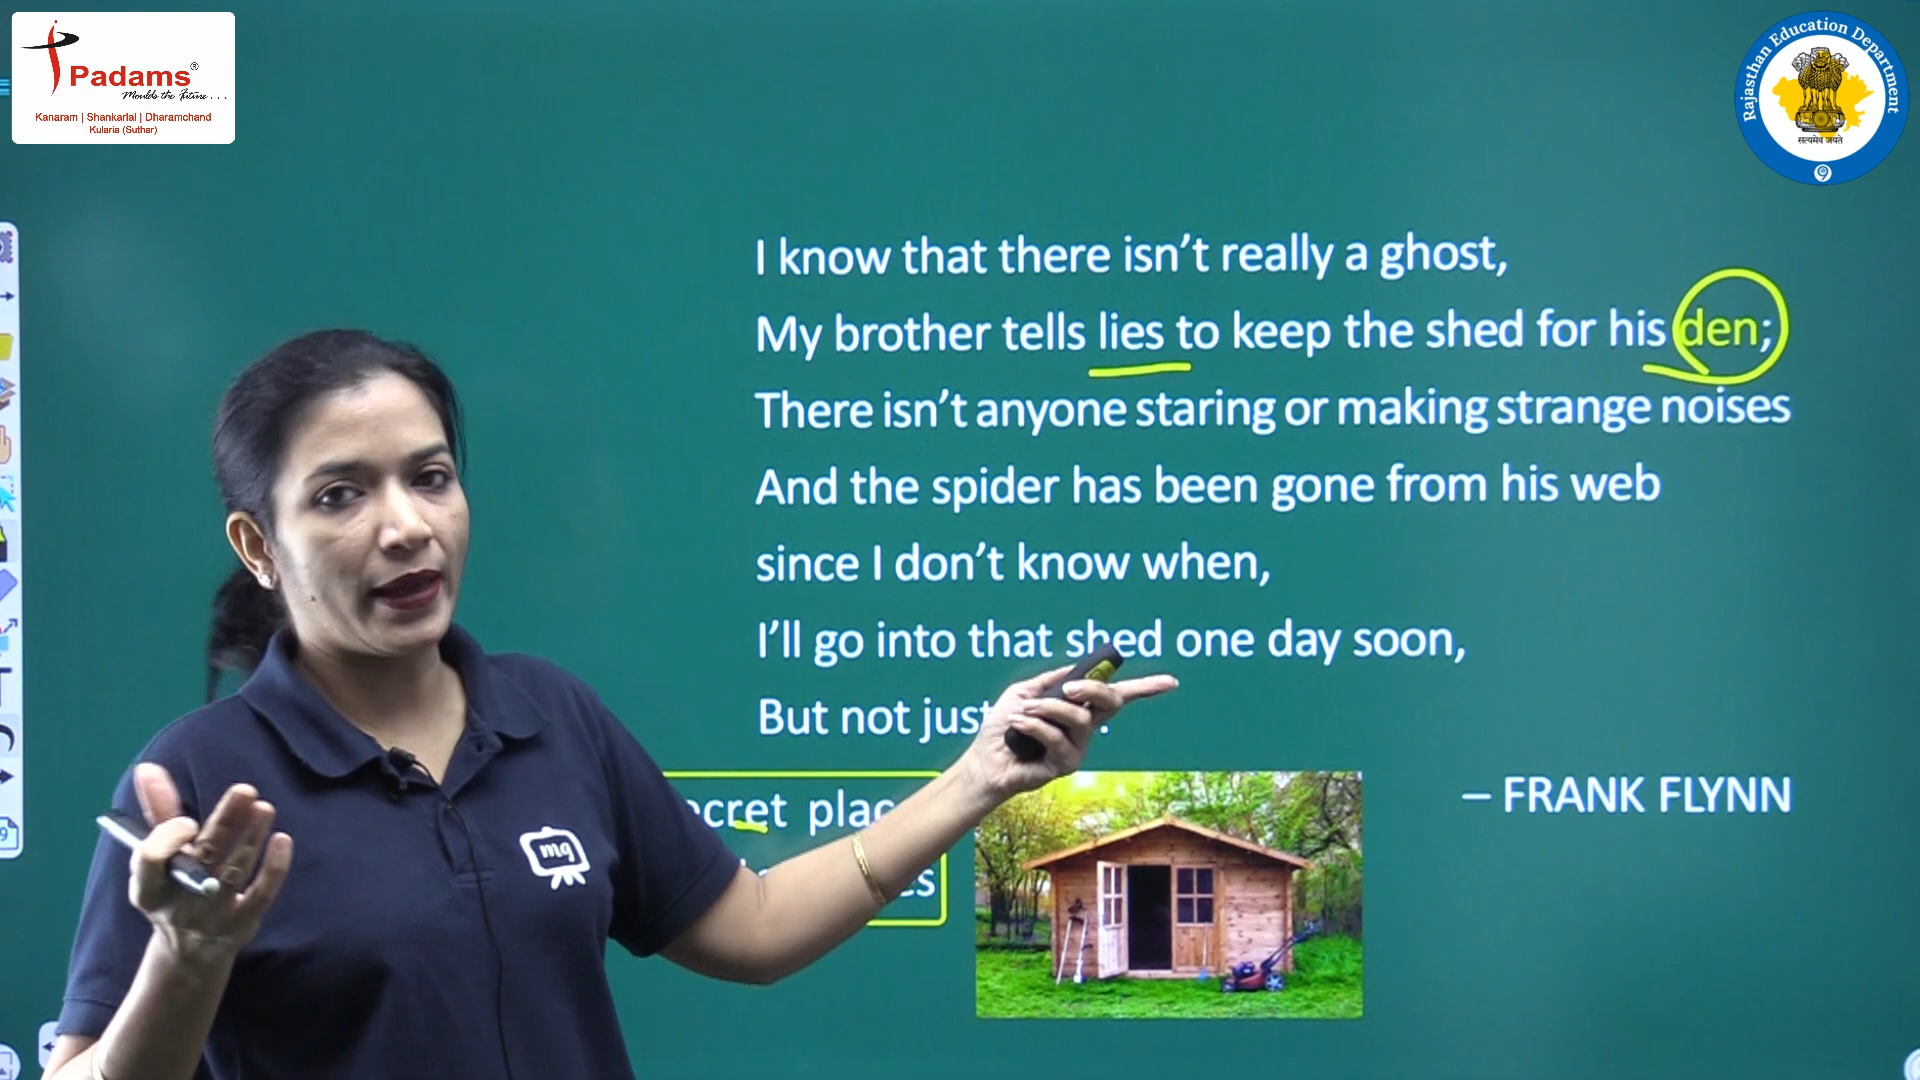 Padams®
Moulds the Future . . .
Kanaram | Shankarlal | Dharamchand
Kularia (Suthar)
Rajasthan Education Department
सत्यमेव जयते
I know that there isn’t really a ghost,
My brother tells lies to keep the shed for his den;
There isn’t anyone staring or making strange noises
And the spider has been gone from his web
since I don’t know when,
I’ll go into that shed one day soon,
But not just
– FRANK FLYNN
mg